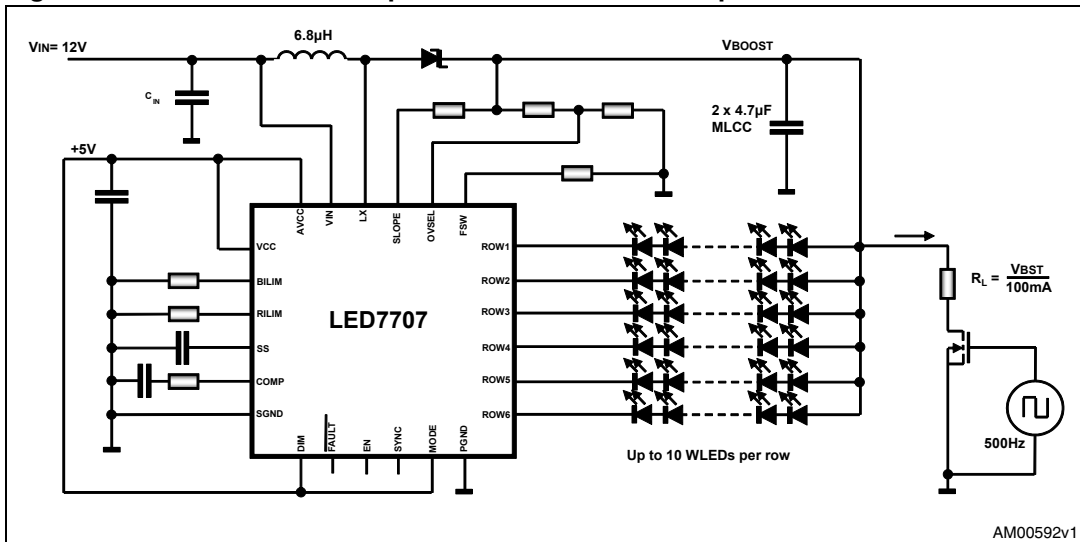 VIN= 12V
6.8µH
VBOOST
CIN
2 x 4.7µF
MLCC
+5V
AVCC
VIN
LX
SLOPE
OVSEL
FSW
VCC
BILIM
RILIM
SS
COMP
SGND
LED7707
ROW1
ROW2
ROW3
ROW4
ROW5
ROW6
RL = VBST
100mA
DIM
FAULT
EN
SYNC
MODE
PGND
500Hz
Up to 10 WLEDs per row
AM00592v1